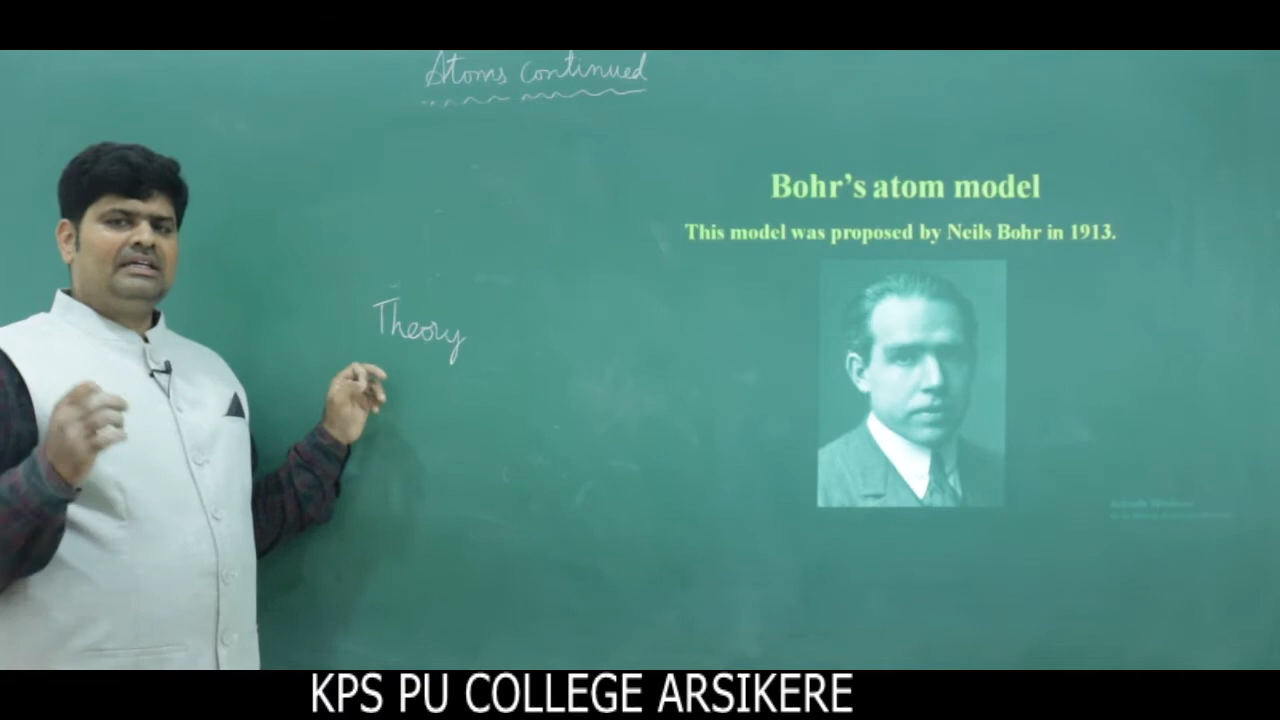 Atoms continued
Bohr's atom model
This model was proposed by Neils Bohr in 1913.
Theory
KPS PU COLLEGE ARSIKERE